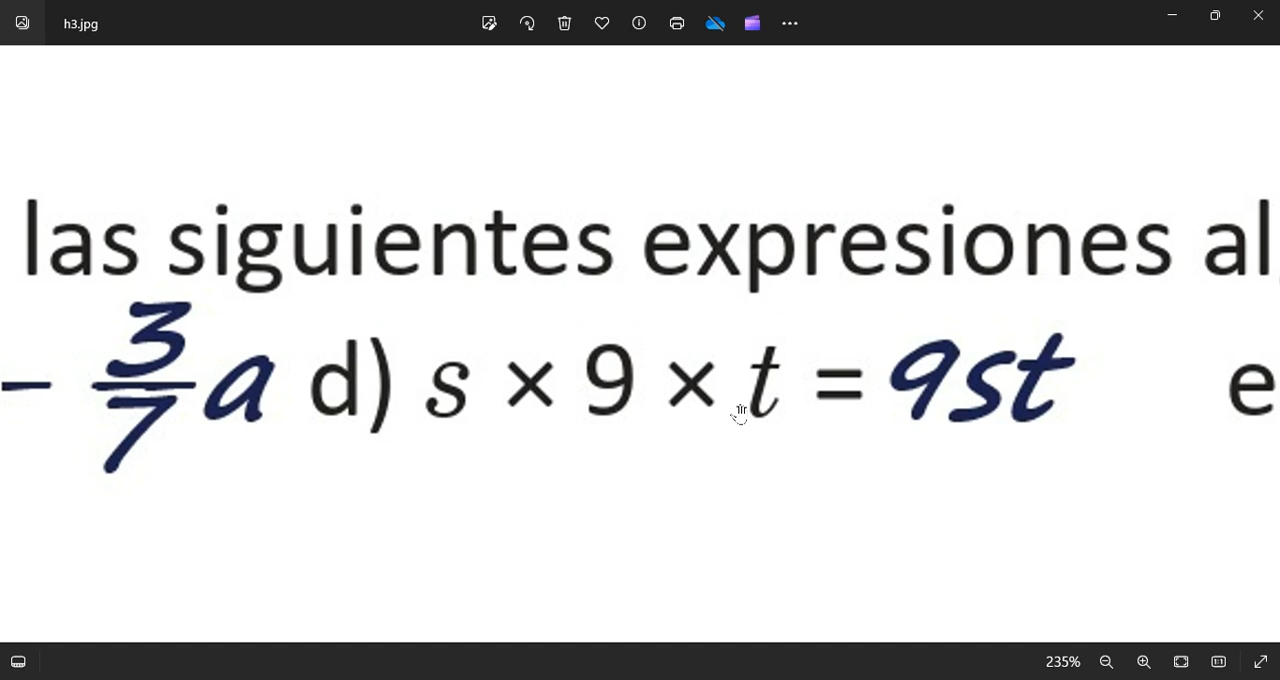 h3.jpg
las siguientes expresiones al
- 3/7 a d) s × 9 × t = 9st e
235%